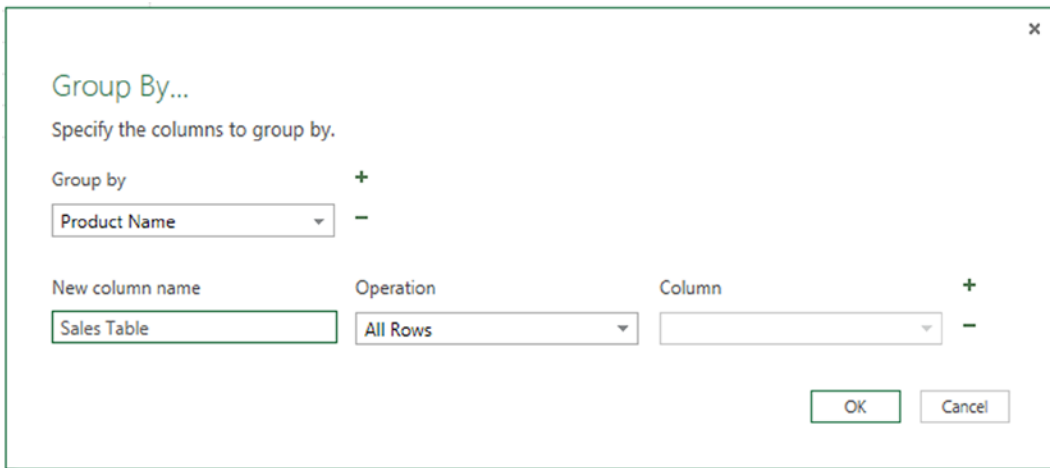 Group By...
Specify the columns to group by.
Group by +
Product Name −
New column name Operation Column +
Sales Table All Rows −
OK Cancel